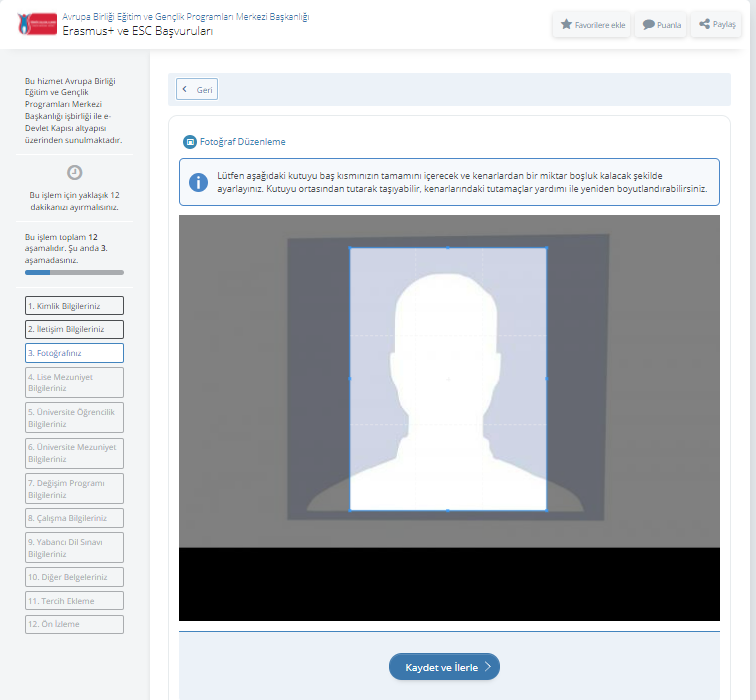 Avrupa Birliği Eğitim ve Gençlik Programları Merkezi Başkanlığı
Erasmus+ ve ESC Başvuruları
Favorilere ekle
Puanla
Paylaş
Bu hizmet Avrupa Birliği
Eğitim ve Gençlik
Programları Merkezi
Başkanlığı işbirliği ile e-
Devlet Kapısı altyapısı
üzerinden sunulmaktadır.
Bu işlem için yaklaşık 12
dakikanızı ayırmalısınız.
Bu işlem toplam 12
aşamalıdır. Şu anda 3.
aşamadasınız.
1. Kimlik Bilgileriniz
2. İletişim Bilgileriniz
3. Fotoğrafınız
4. Lise Mezuniyet
Bilgileriniz
5. Üniversite Öğrencilik
Bilgileriniz
6. Üniversite Mezuniyet
Bilgileriniz
7. Değişim Programı
Bilgileriniz
8. Çalışma Bilgileriniz
9. Yabancı Dil Sınavı
Bilgileriniz
10. Diğer Belgeleriniz
11. Tercih Ekleme
12. Ön İzleme
Geri
Fotoğraf Düzenleme
Lütfen aşağıdaki kutuyu baş kısmınızın tamamını içerecek ve kenarlardan bir miktar boşluk kalacak şekilde
ayarlayınız. Kutuyu ortasından tutarak taşıyabilir, kenarlarındaki tutamaçlar yardımı ile yeniden boyutlandırabilirsiniz.
Kaydet ve İlerle